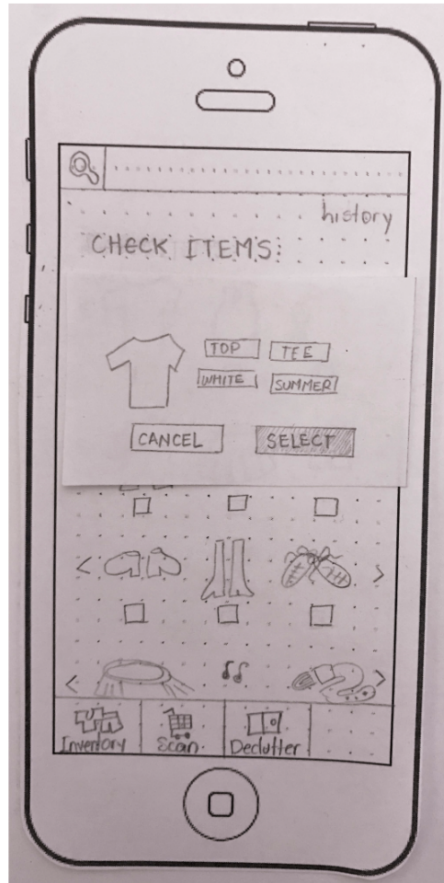 history
CHECK ITEMS:
TOP TEE
WHITE SUMMER
CANCEL SELECT
< >
< >
Inventory Scan. Declutter